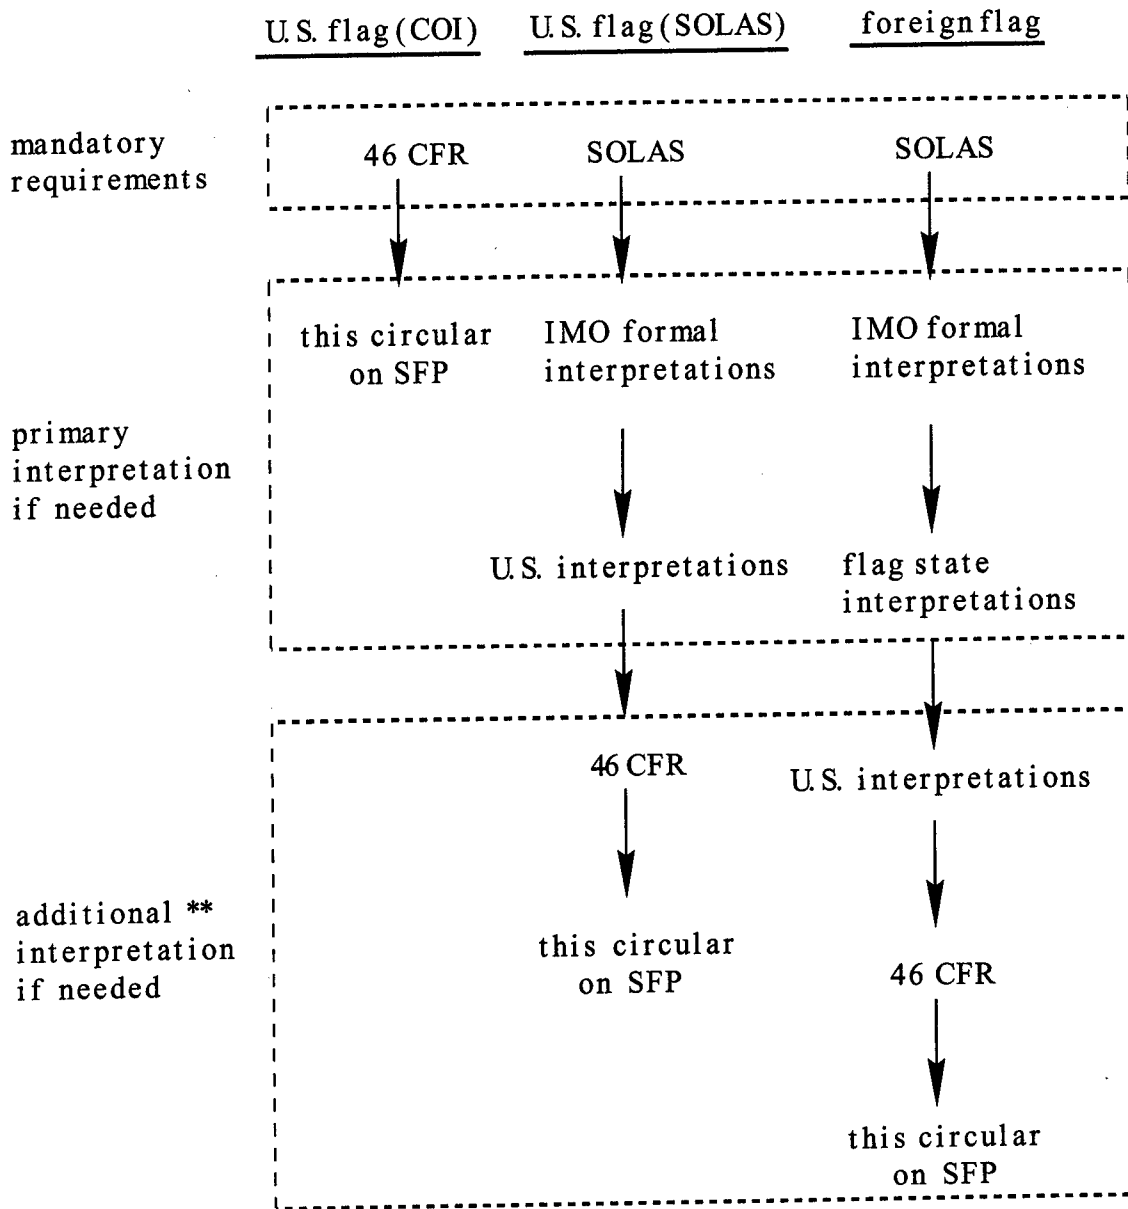 U.S. flag (COI) U.S. flag (SOLAS) foreign flag
mandatory
requirements
46 CFR SOLAS SOLAS
primary
interpretation
if needed
this circular
on SFP
IMO formal
interpretations
IMO formal
interpretations
U.S. interpretations
flag state
interpretations
additional **
interpretation
if needed
46 CFR
U.S. interpretations
this circular
on SFP
46 CFR
this circular
on SFP